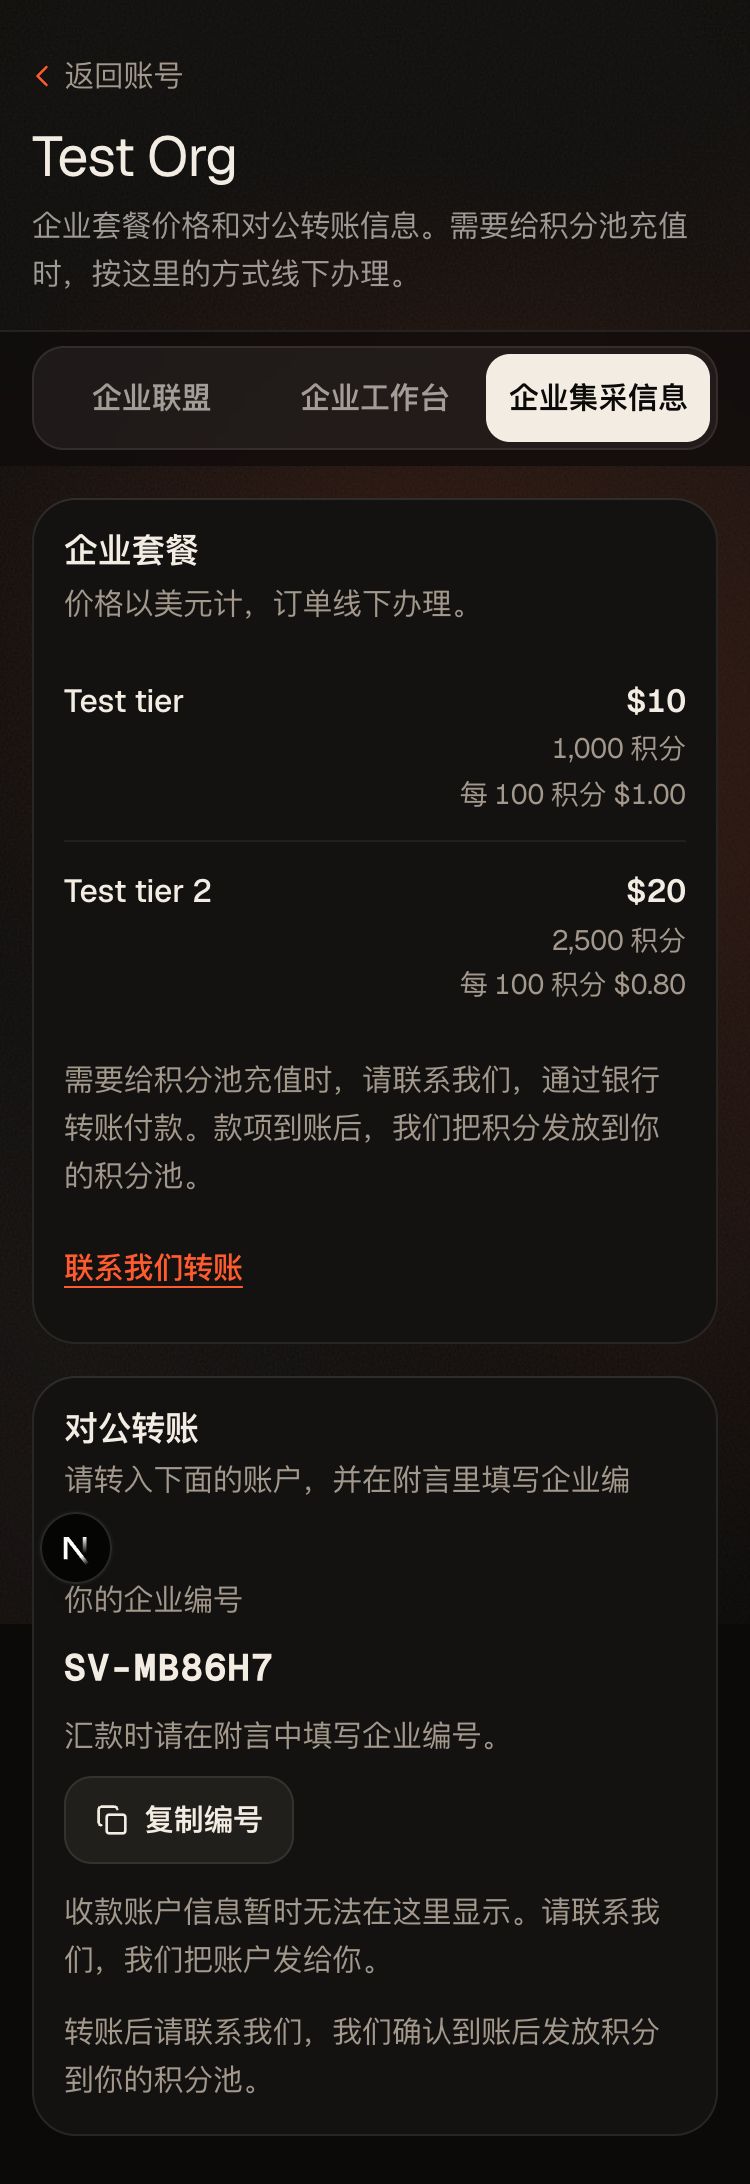 返回账号
Test Org
企业套餐价格和对公转账信息。需要给积分池充值
时，按这里的方式线下办理。
企业联盟
企业工作台
企业集采信息
企业套餐
价格以美元计，订单线下办理。
Test tier
$10
1,000 积分
每 100 积分 $1.00
Test tier 2
$20
2,500 积分
每 100 积分 $0.80
需要给积分池充值时，请联系我们，通过银行
转账付款。款项到账后，我们把积分发放到你
的积分池。
联系我们转账
对公转账
请转入下面的账户，并在附言里填写企业编
N
你的企业编号
SV-MB86H7
汇款时请在附言中填写企业编号。
复制编号
收款账户信息暂时无法在这里显示。请联系我
们，我们把账户发给你。
转账后请联系我们，我们确认到账后发放积分
到你的积分池。